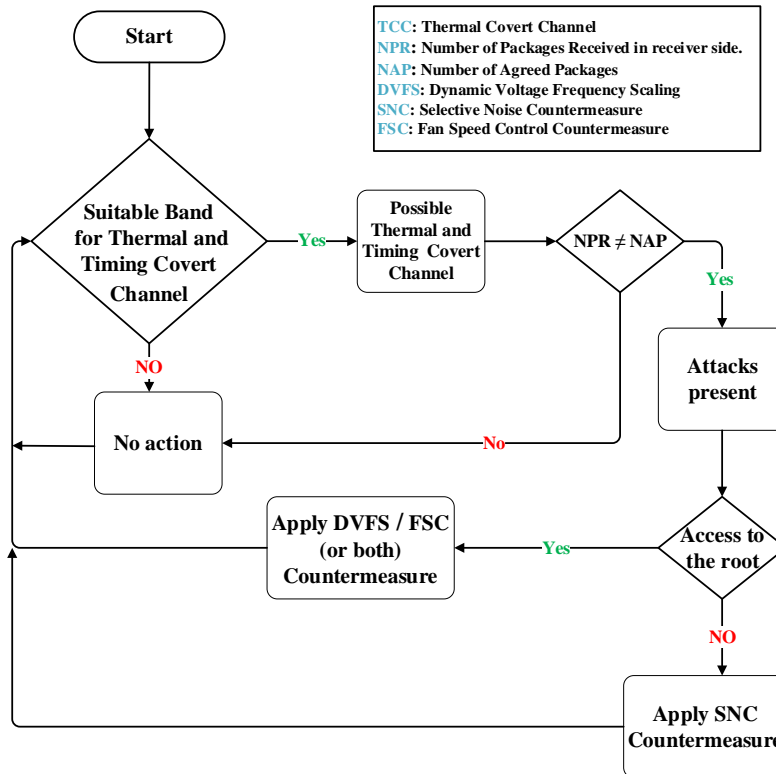 Start
TCC: Thermal Covert Channel
NPR: Number of Packages Received in receiver side.
NAP: Number of Agreed Packages
DVFS: Dynamic Voltage Frequency Scaling
SNC: Selective Noise Countermeasure
FSC: Fan Speed Control Countermeasure
Suitable Band
for Thermal and
Timing Covert
Channel
Yes
Possible
Thermal and
Timing Covert
Channel
NPR ≠ NAP
Yes
NO
No action
No
Attacks
present
Apply DVFS / FSC
(or both)
Countermeasure
Yes
Access to
the root
NO
Apply SNC
Countermeasure